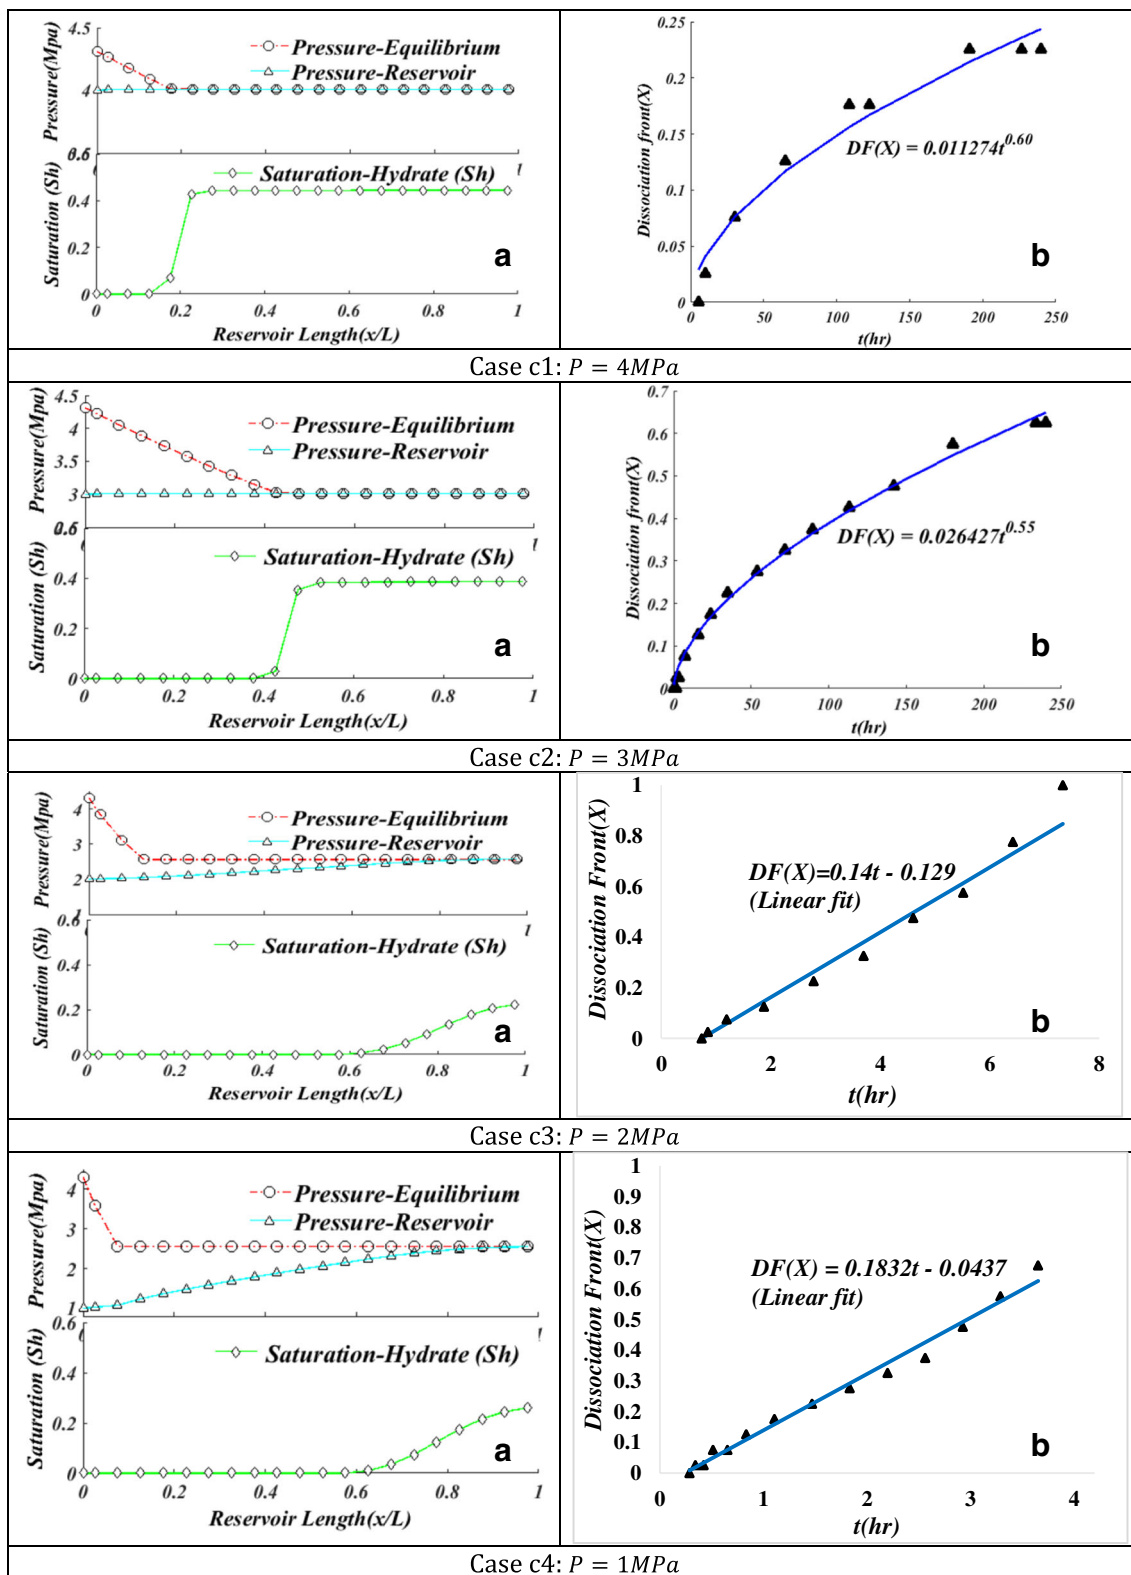 4.5
Pressure-Equilibrium
Pressure-Reservoir
Pressure(Mpa)
4
0.6
Saturation-Hydrate (Sh)
Saturation (Sh)
0.4
0.2
0
a
0 0.2 0.4 0.6 0.8 1
Reservoir Length(x/L)
0.25
0.2
0.15
0.1
0.05
0
Dissociation front(X)
DF(X) = 0.011274t^0.60
b
0 50 100 150 200 250
t(hr)
Case c1: P = 4MPa
4.5
4
3.5
3
Pressure(Mpa)
Pressure-Equilibrium
Pressure-Reservoir
Saturation-Hydrate (Sh)
Saturation (Sh)
0.4
0.2
0
a
0 0.2 0.4 0.6 0.8 1
Reservoir Length(x/L)
0.7
0.6
0.5
0.4
0.3
0.2
0.1
0
Dissociation front(X)
DF(X) = 0.026427t^0.55
b
0 50 100 150 200 250
t(hr)
Case c2: P = 3MPa
4
3
2
1
Pressure(Mpa)
Pressure-Equilibrium
Pressure-Reservoir
0.6
Saturation-Hydrate (Sh)
Saturation (Sh)
0.4
0.2
0
a
0 0.2 0.4 0.6 0.8 1
Reservoir Length(x/L)
1
0.8
0.6
0.4
0.2
0
Dissociation Front(X)
DF(X)=0.14t - 0.129
(Linear fit)
b
0 2 4 6 8
t(hr)
Case c3: P = 2MPa
4
3
2
1
Pressure(Mpa)
Pressure-Equilibrium
Pressure-Reservoir
0.6
Saturation-Hydrate (Sh)
Saturation (Sh)
0.4
0.2
0
a
0 0.2 0.4 0.6 0.8 1
Reservoir Length(x/L)
1
0.9
0.8
0.7
0.6
0.5
0.4
0.3
0.2
0.1
0
Dissociation Front(X)
DF(X) = 0.1832t - 0.0437
(Linear fit)
b
0 1 2 3 4
t(hr)
Case c4: P = 1MPa